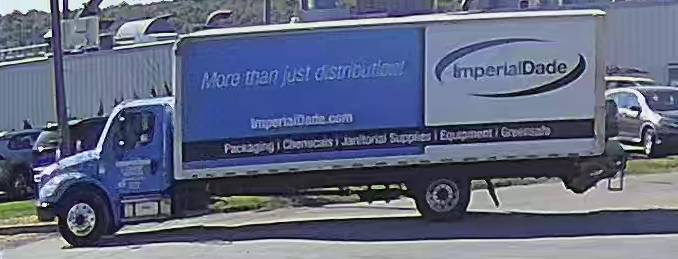 More than just distribution!
ImperialDade
ImperialDade.com
Packaging | Chemicals | Janitorial Supplies | Equipment | Greensafe